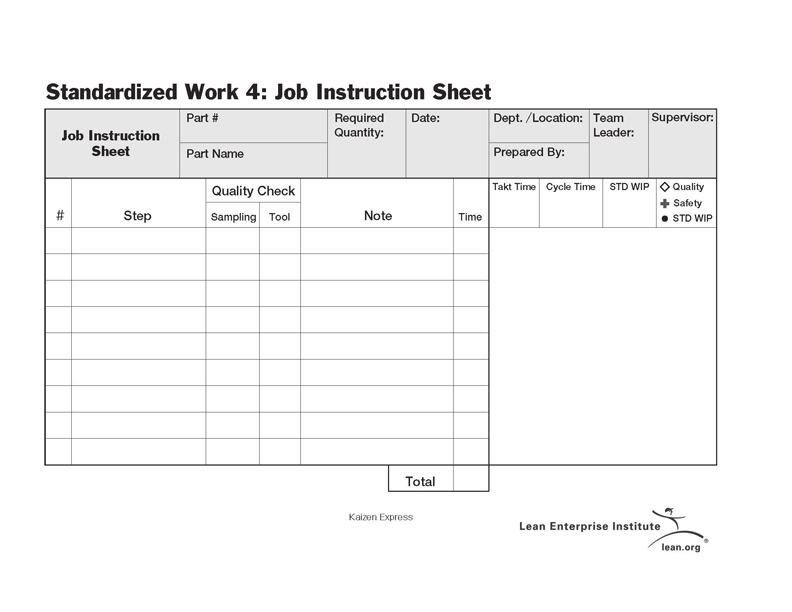 Standardized Work 4: Job Instruction Sheet
Job Instruction
Sheet
Part #
Part Name
Required
Quantity:
Date:
Dept. /Location:
Prepared By:
Team
Leader:
Supervisor:
#
Step
Quality Check
Sampling
Tool
Note
Time
Takt Time
Cycle Time
STD WIP
Quality
Safety
STD WIP
Total
Kaizen Express
Lean Enterprise Institute
lean.org
®